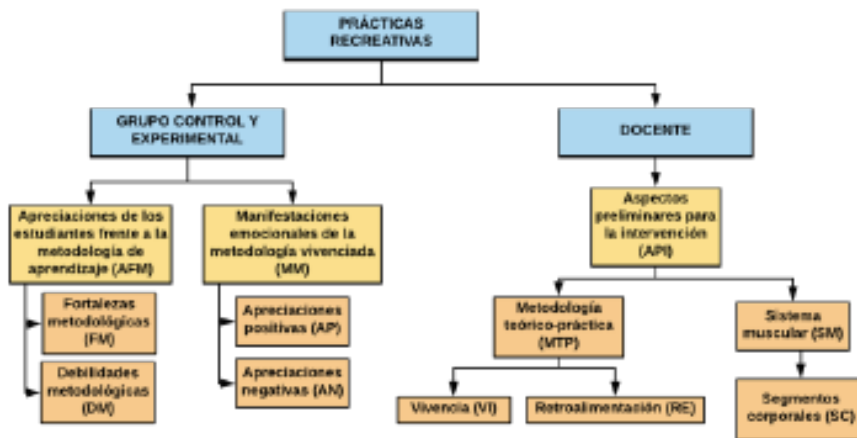 PRÁCTICAS
RECREATIVAS
GRUPO CONTROL Y
EXPERIMENTAL
DOCENTE
Apreciaciones de los
estudiantes frente a la
metodología de
aprendizaje (AFM)
Manifestaciones
emocionales de la
metodología vivenciada
(MM)
Aspectos
preliminares para
la intervención (API)
Fortalezas
metodológicas
(FM)
Apreciaciones
positivas (AP)
Metodología
teórico-práctica
(MTP)
Sistema
muscular (SM)
Debilidades
metodológicas
(DM)
Apreciaciones
negativas (AN)
Vivencia (VI)
Retroalimentación (RE)
Segmentos
corporales (SC)